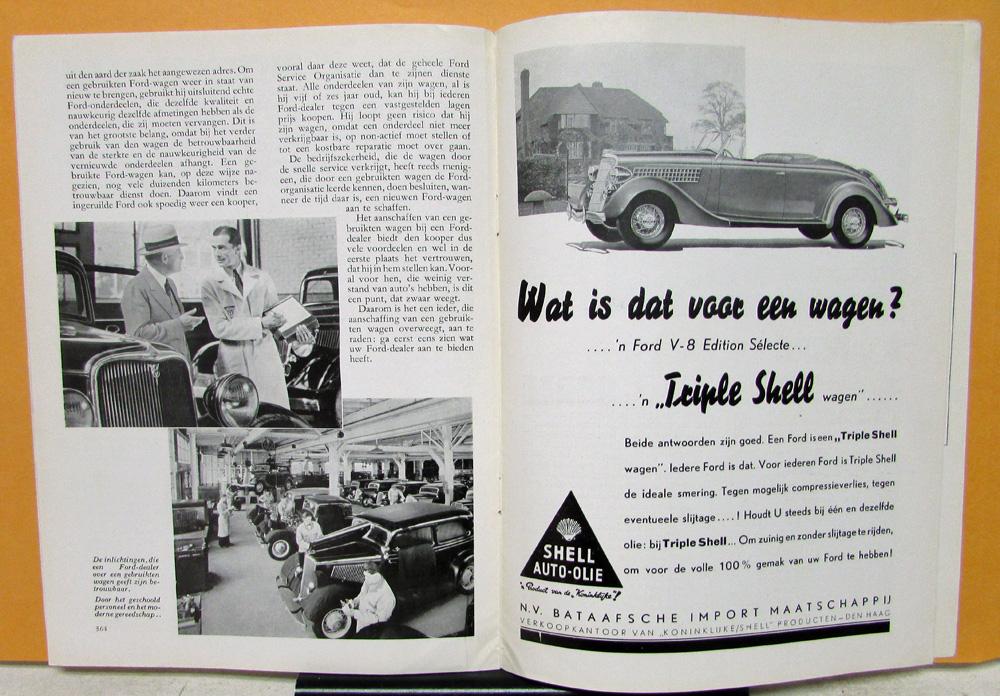 uit den aard der zaak het aangewezen adres. Om
een gebruikten Ford-wagen weer in staat van
nieuw te brengen, gebruikt hij uitsluitend echte
Ford-onderdeelen, die dezelfde kwaliteit en
nauwkeurig dezelfde afmetingen hebben als de
onderdeelen, die zij moeten vervangen. Dit is
van het grootste belang, omdat bij het verder
gebruik van den wagen de betrouwbaarheid
van de sterkte en de nauwkeurigheid van de
vernieuwde onderdeelen afhangt. Een ge-
bruikte Ford-wagen kan, op deze wijze na-
gezien, nog vele duizenden kilometers be-
trouwbaar dienst doen. Daarom vindt een
ingeruilde Ford ook spoedig weer een kooper,
vooral daar deze weet, dat de geheele Ford
Service Organisatie dan te zijnen dienste
staat. Alle onderdeelen van zijn wagen, al is
hij vijf of zes jaar oud, kan hij bij iederen
Ford-dealer tegen een vastgestelden lagen
prijs koopen. Hij loopt geen risico dat hij
zijn wagen, omdat een onderdeel niet meer
verkrijgbaar is, op non-actief moet stellen of
tot een kostbare reparatie moet over gaan.
De bedrijfszekerheid, die de wagen door
de snelle service verkrijgt, heeft reeds menig-
een, die door een gebruikten wagen de Ford-
organisatie leerde kennen, doen besluiten, wan-
neer de tijd daar is, een nieuwen Ford-wagen
aan te schaffen.
Het aanschaffen van een ge-
bruikten wagen bij een Ford-
dealer biedt den kooper dus
vele voordeelen en wel in de
eerste plaats het vertrouwen,
dat hij in hem stellen kan. Voor-
al voor hen, die weinig ver-
stand van auto's hebben, is dit
een punt, dat zwaar weegt.
Daarom is het een ieder, die
aanschaffing van een gebruik-
ten wagen overweegt, aan te
raden: ga eerst eens zien wat
uw Ford-dealer aan te bieden
heeft.
De inlichtingen, die
een Ford-dealer
over een gebruikten
wagen geeft zijn be-
trouwbaar.
Door het geschoold
personeel en het mo-
derne gereedschap..
364
Wat is dat voor een wagen?
....'n Ford V-8 Edition Sélecte...
....'n „Triple Shell wagen"......
Beide antwoorden zijn goed. Een Ford is een „Triple Shell
wagen". Iedere Ford is dat. Voor iederen Ford is Triple Shell
de ideale smering. Tegen mogelijk compressieverlies, tegen
eventueele slijtage....! Houdt U steeds bij één en dezelfde
olie: bij Triple Shell... Om zuinig en zonder slijtage te rijden,
om voor de volle 100% gemak van uw Ford te hebben!
SHELL
AUTO-OLIE
'n Product van de „Koninklijke"!
N.V. BATAAFSCHE IMPORT MAATSCHAPPIJ
VERKOOPKANTOOR VAN „KONINKLIJKE/SHELL" PRODUCTEN - DEN HAAG